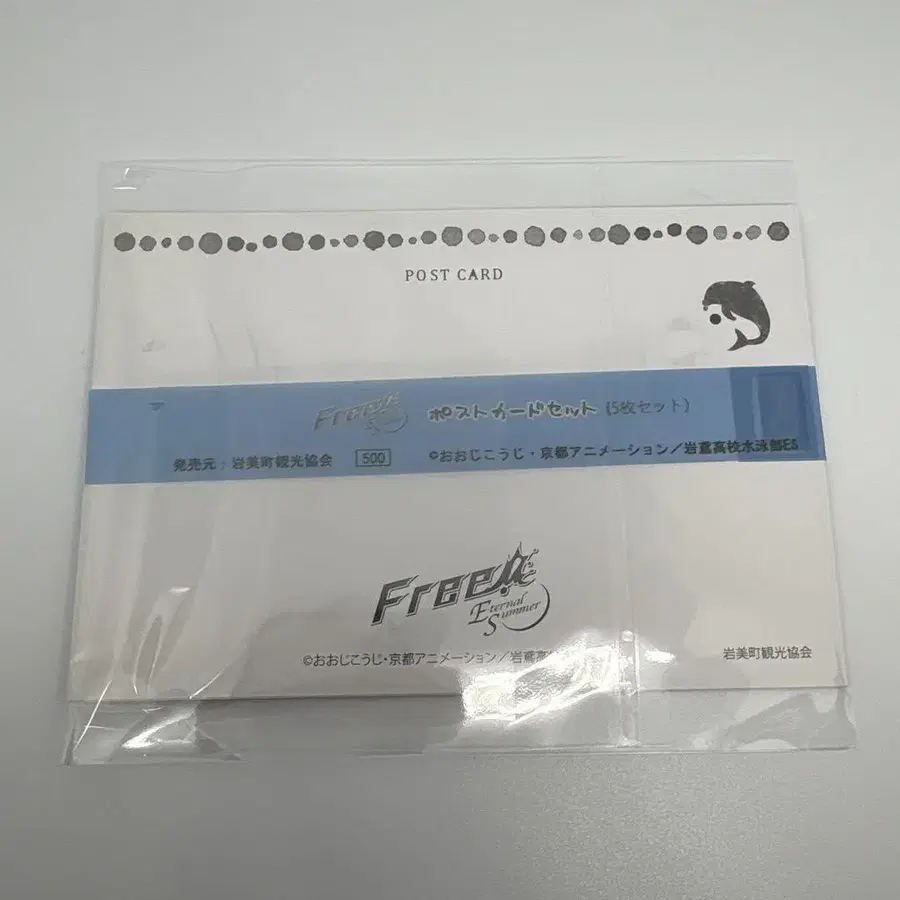 POST CARD
Free! ポストカードセット (5枚セット)
発売元：岩美町観光協会 500 ©おおじこうじ・京都アニメーション／岩鳶高校水泳部ES
Free!
Eternal
Summer
©おおじこうじ・京都アニメーション／岩鳶高
岩美町観光協会